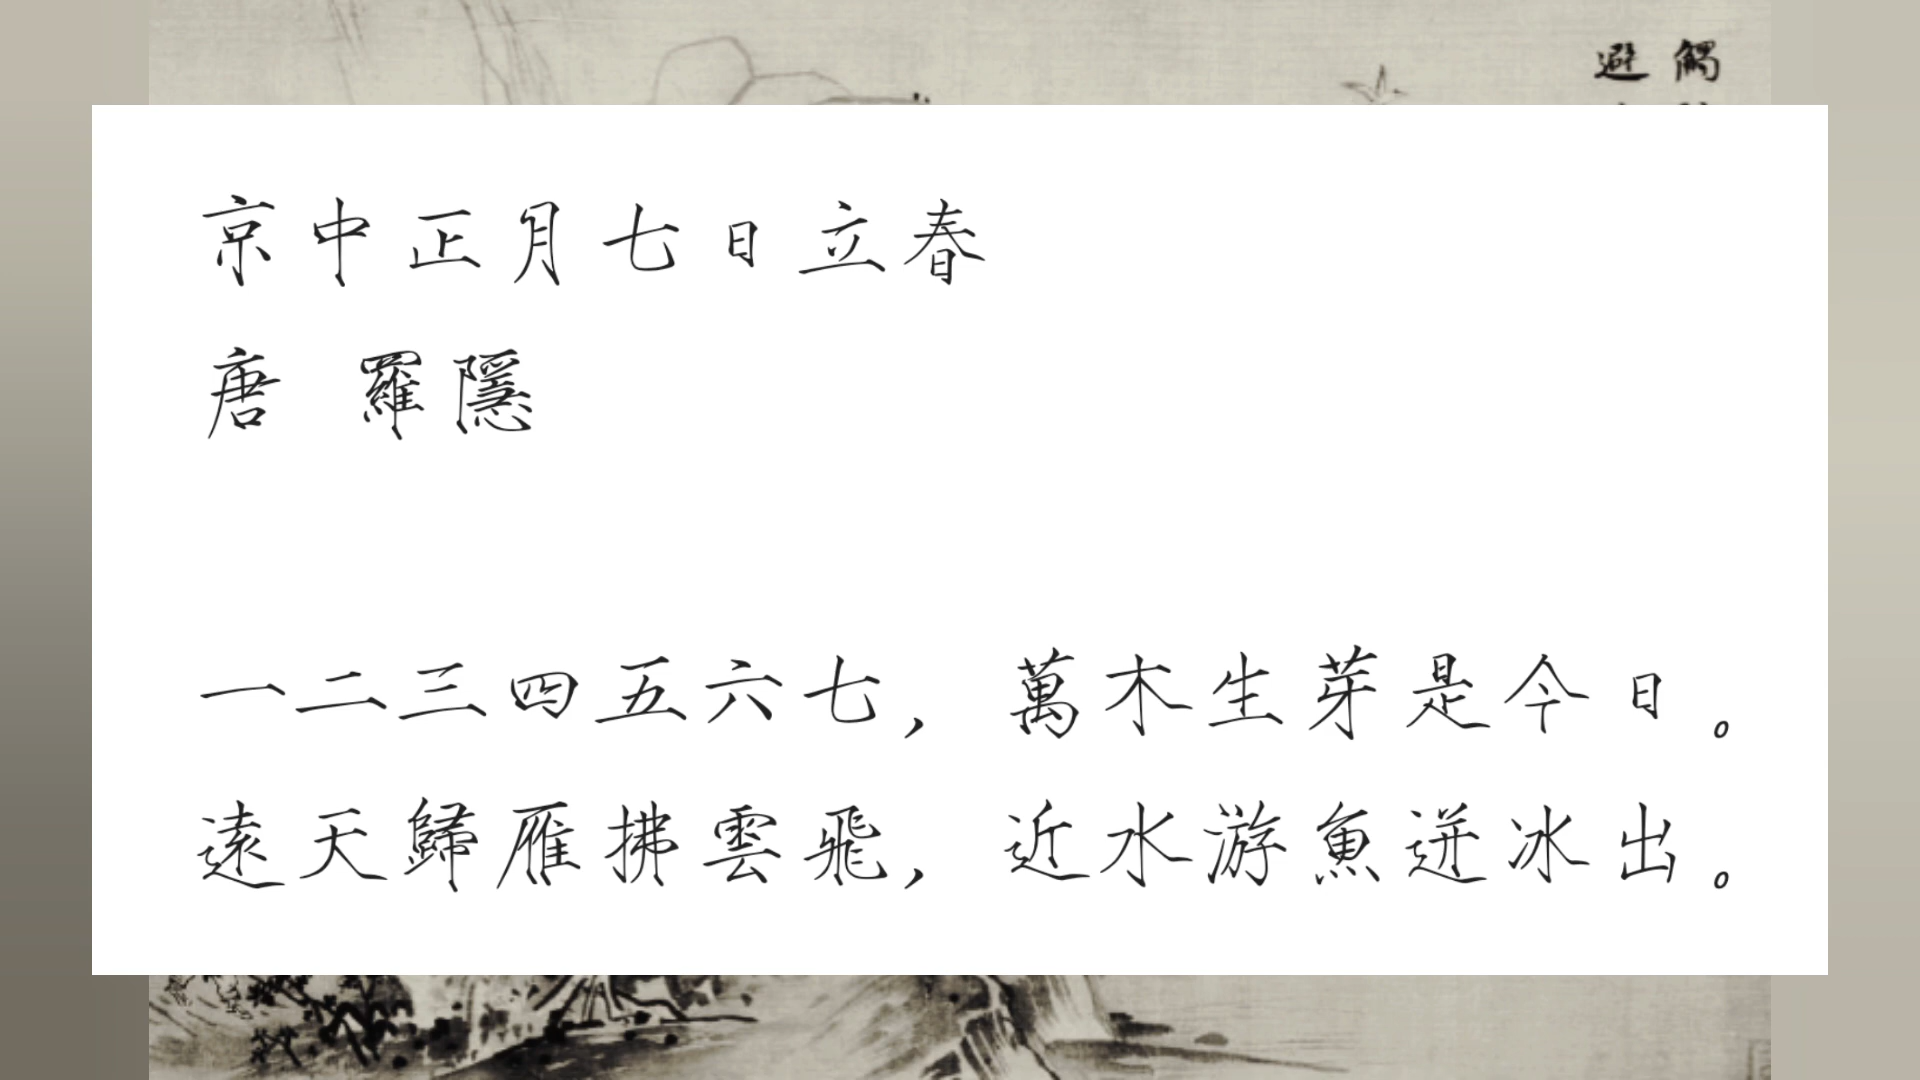 觸
避
京中正月七日立春
唐 羅隱
一二三四五六七，萬木生芽是今日。
遠天歸雁拂雲飛，近水游魚迸冰出。